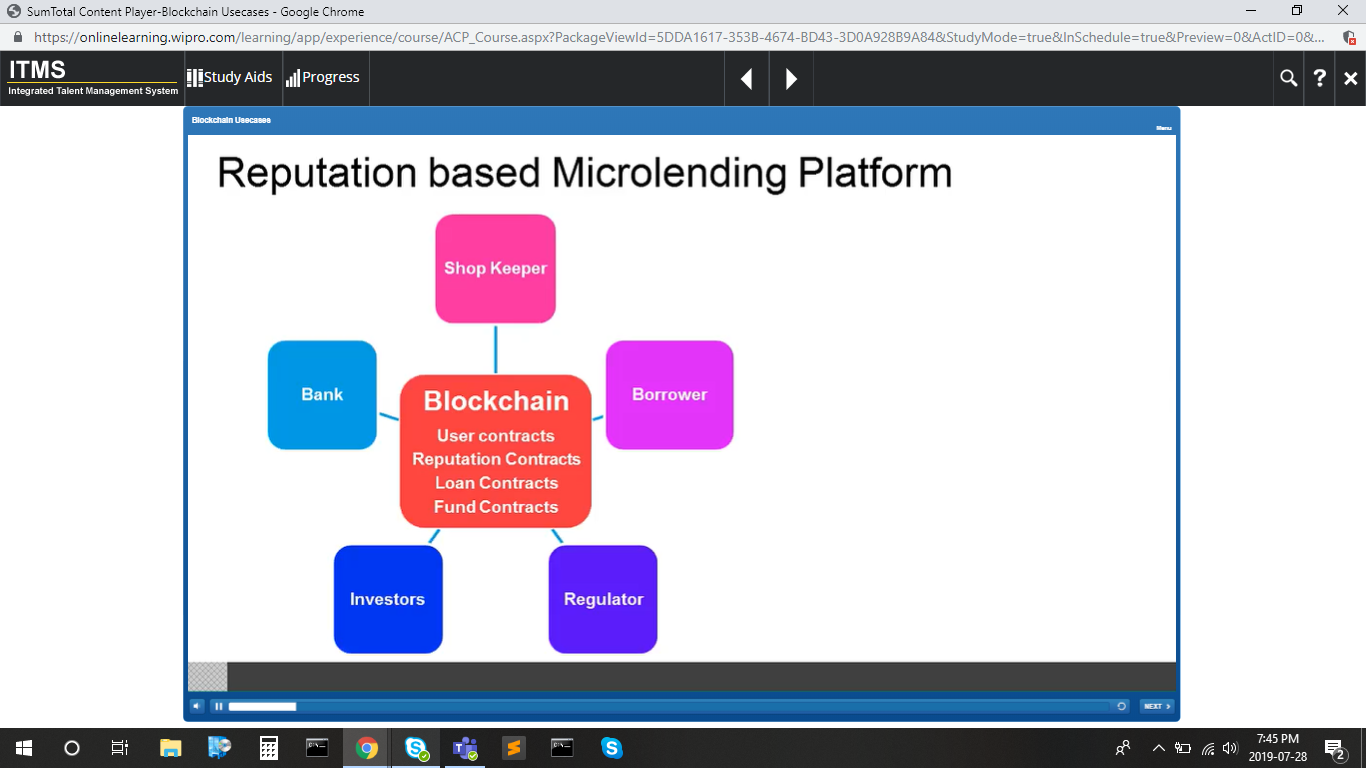 SumTotal Content Player-Blockchain Usecases - Google Chrome
https://onlinelearning.wipro.com/learning/app/experience/course/ACP_Course.aspx?PackageViewId=5DDA1617-353B-4674-BD43-3D0A928B9A84&StudyMode=true&InSchedule=true&Preview=0&ActID=0&...
ITMS
Integrated Talent Management System
Study Aids
Progress
?
Blockchain Usecases
Menu
Reputation based Microlending Platform
Shop Keeper
Bank
Borrower
Blockchain
User contracts
Reputation Contracts
Loan Contracts
Fund Contracts
Investors
Regulator
NEXT >
7:45 PM
2019-07-28
2